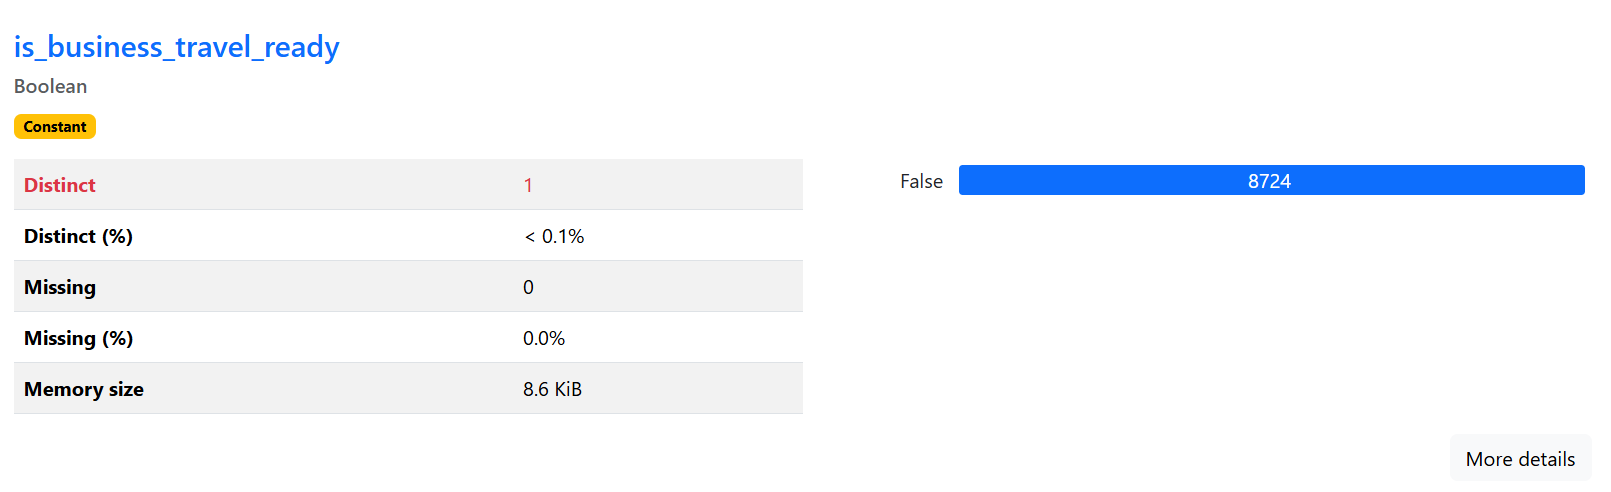 is_business_travel_ready
Boolean
Constant
Distinct 1
Distinct (%) < 0.1%
Missing 0
Missing (%) 0.0%
Memory size 8.6 KiB
False 8724
More details